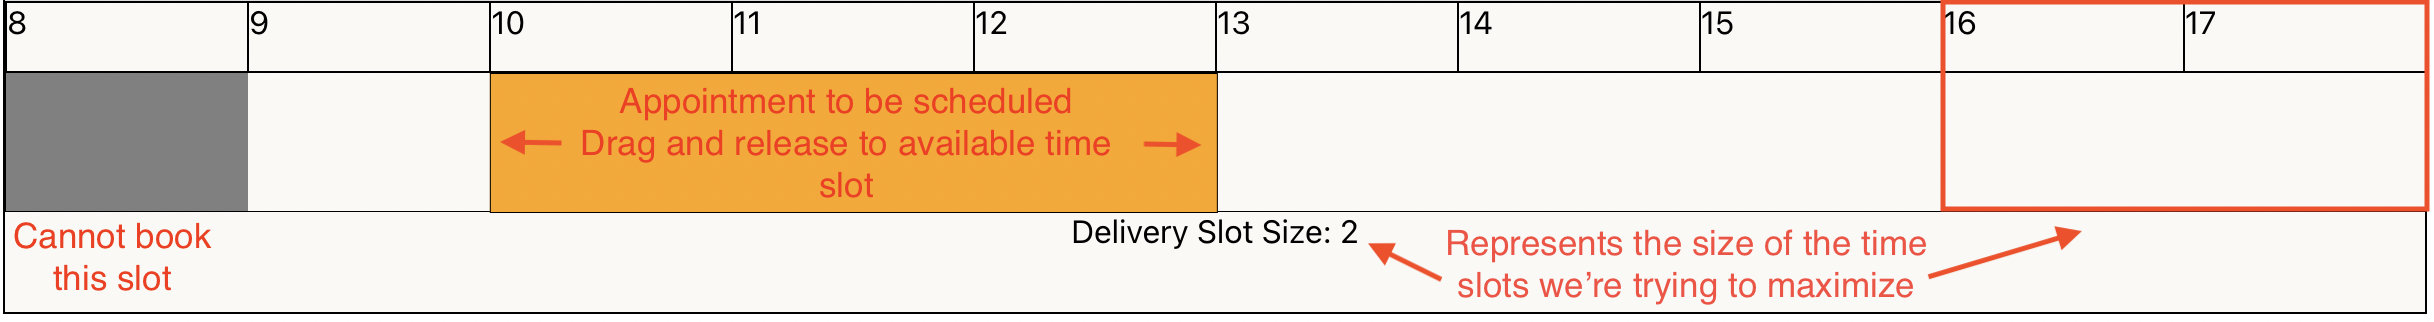 8 9 10 11 12 13 14 15 16 17
Appointment to be scheduled
Drag and release to available time
slot
Cannot book
this slot
Delivery Slot Size: 2
Represents the size of the time
slots we’re trying to maximize